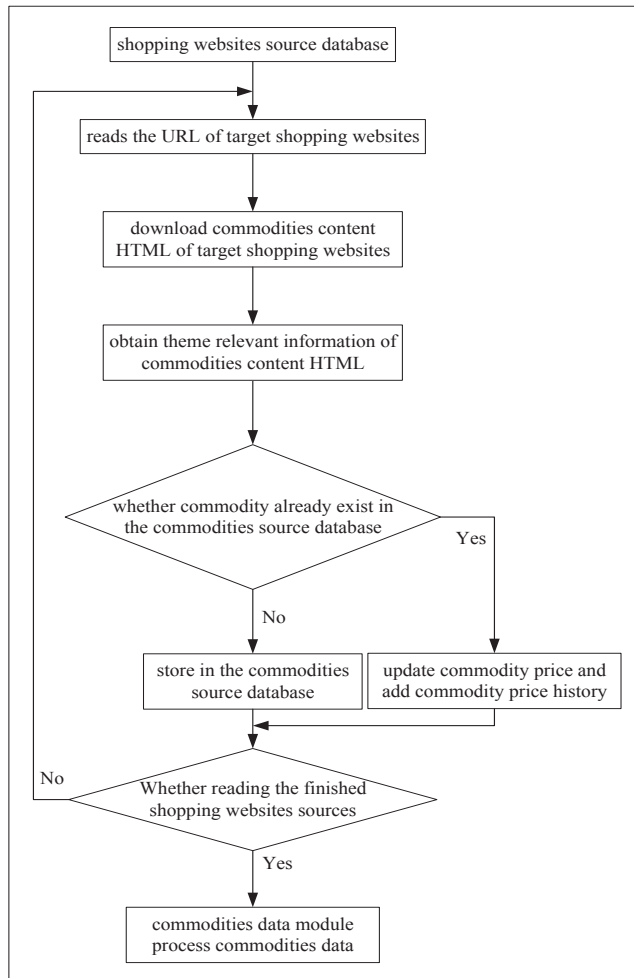 shopping websites source database
reads the URL of target shopping websites
download commodities content
HTML of target shopping websites
obtain theme relevant information of
commodities content HTML
whether commodity already exist in
the commodities source database
Yes
No
store in the commodities
source database
update commodity price and
add commodity price history
No
Whether reading the finished
shopping websites sources
Yes
commodities data module
process commodities data